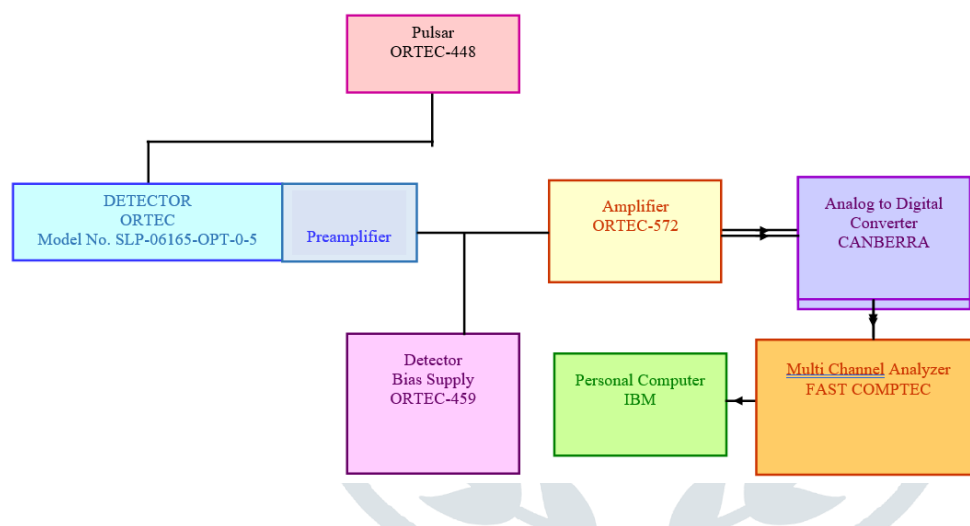 Pulsar
ORTEC-448
DETECTOR
ORTEC
Model No. SLP-06165-OPT-0-5
Preamplifier
Amplifier
ORTEC-572
Analog to Digital
Converter
CANBERRA
Detector
Bias Supply
ORTEC-459
Personal Computer
IBM
Multi Channel Analyzer
FAST COMPTEC